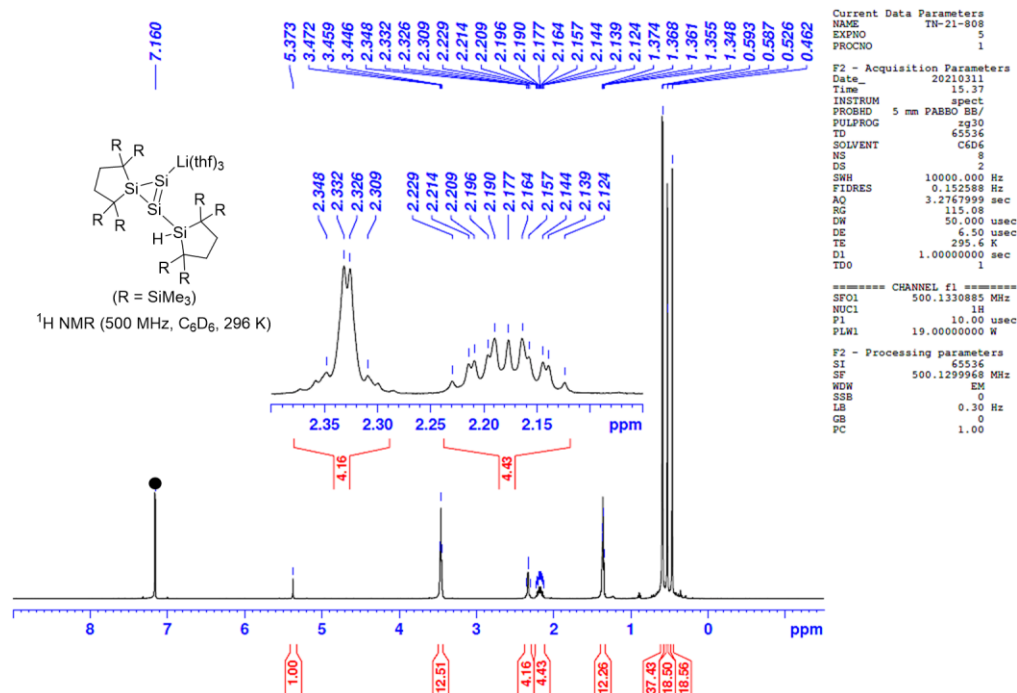 7.160
5.373
3.472
3.459
3.446
2.348
2.332
2.326
2.309
2.229
2.214
2.209
2.196
2.190
2.177
2.164
2.157
2.144
2.139
2.124
1.374
1.368
1.361
1.355
1.348
0.593
0.587
0.526
0.462
Current Data Parameters
NAME TN-21-808
EXPNO 5
PROCNO 1
F2 - Acquisition Parameters
Date_ 20210311
Time 15.37
INSTRUM spect
PROBHD 5 mm PABBO BB/
PULPROG zg30
TD 65536
SOLVENT C6D6
NS 8
DS 2
SWH 10000.000 Hz
FIDRES 0.152588 Hz
AQ 3.2767999 sec
RG 115.08
DW 50.000 usec
DE 6.50 usec
TE 295.6 K
D1 1.00000000 sec
TD0 1
======== CHANNEL f1 ========
SFO1 500.1330885 MHz
NUC1 1H
P1 10.00 usec
PLW1 19.00000000 W
F2 - Processing parameters
SI 65536
SF 500.1299968 MHz
WDW EM
SSB 0
LB 0.30 Hz
GB 0
PC 1.00
R R
Si Si Li(thf)3
R R Si
H Si R R
R R
(R = SiMe3)
1H NMR (500 MHz, C6D6, 296 K)
2.348
2.332
2.326
2.309
2.229
2.214
2.209
2.196
2.190
2.177
2.164
2.157
2.144
2.139
2.124
2.35 2.30 2.25 2.20 2.15 ppm
4.16 4.43
8 7 6 5 4 3 2 1 0 ppm
1.00 12.51 4.16 4.43 12.26 37.43 18.50 18.56